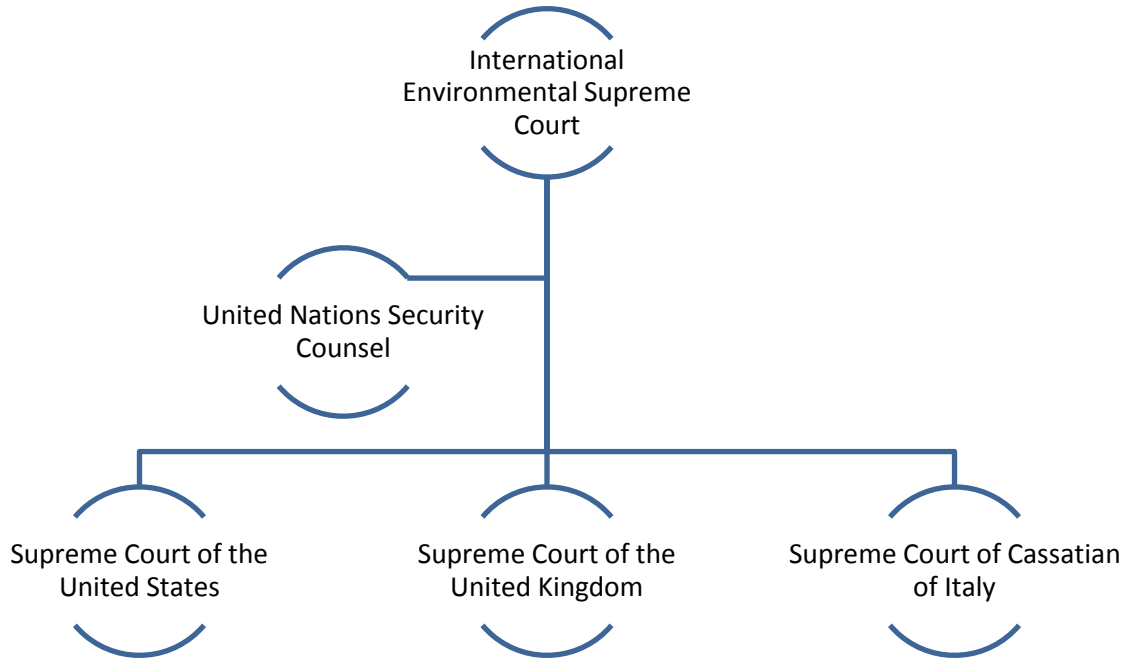 International
Environmental Supreme
Court
United Nations Security
Counsel
Supreme Court of the
United States
Supreme Court of the
United Kingdom
Supreme Court of Cassatian
of Italy